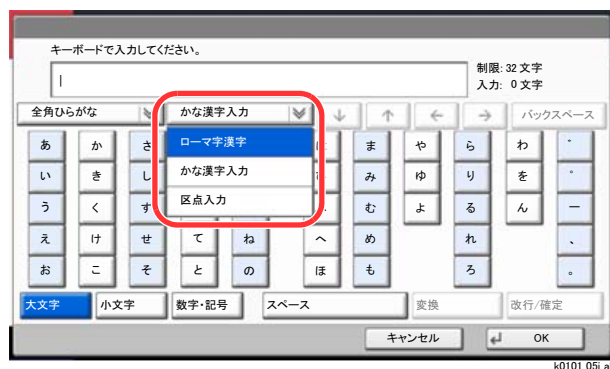 キーボードで入力してください。
制限: 32 文字
入力: 0 文字
全角ひらがな かな漢字入力 ↓ ↑ ← → バックスペース
ローマ字漢字
かな漢字入力
区点入力
あ か さ ま や ら わ ゛
い き し み ゆ り を ゜
う く す む よ る ん ー
え け せ て ね へ め れ 、
お こ そ と の ほ も ろ 。
大文字 小文字 数字・記号 スペース 変換 改行/確定
キャンセル OK
k0101_05j_a